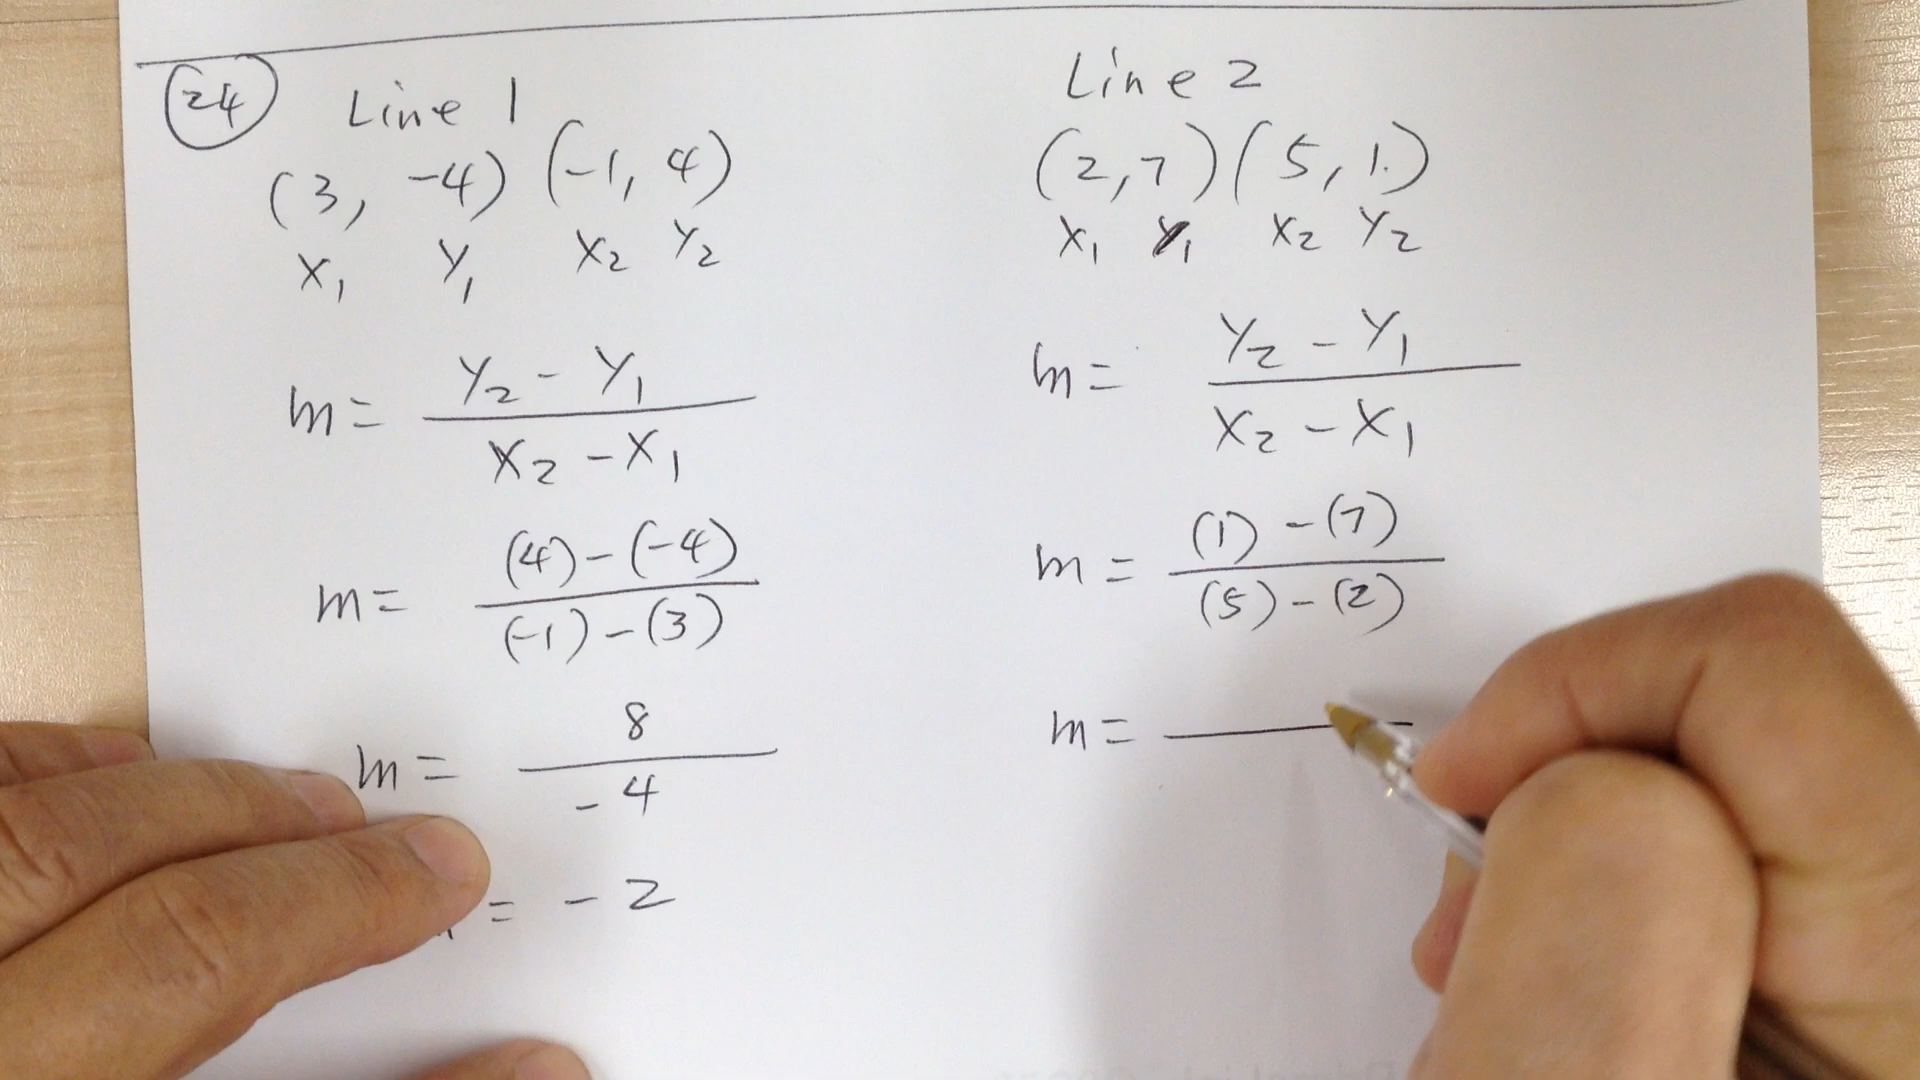 24
Line 1
(3, -4) (-1, 4)
X1 Y1 X2 Y2
m = Y2 - Y1
X2 - X1
m = (4) - (-4)
(-1) - (3)
m = 8
-4
= -2
Line 2
(2,7) (5, 1)
X1 Y1 X2 Y2
m = Y2 - Y1
X2 - X1
m = (1) - (7)
(5) - (2)
m =